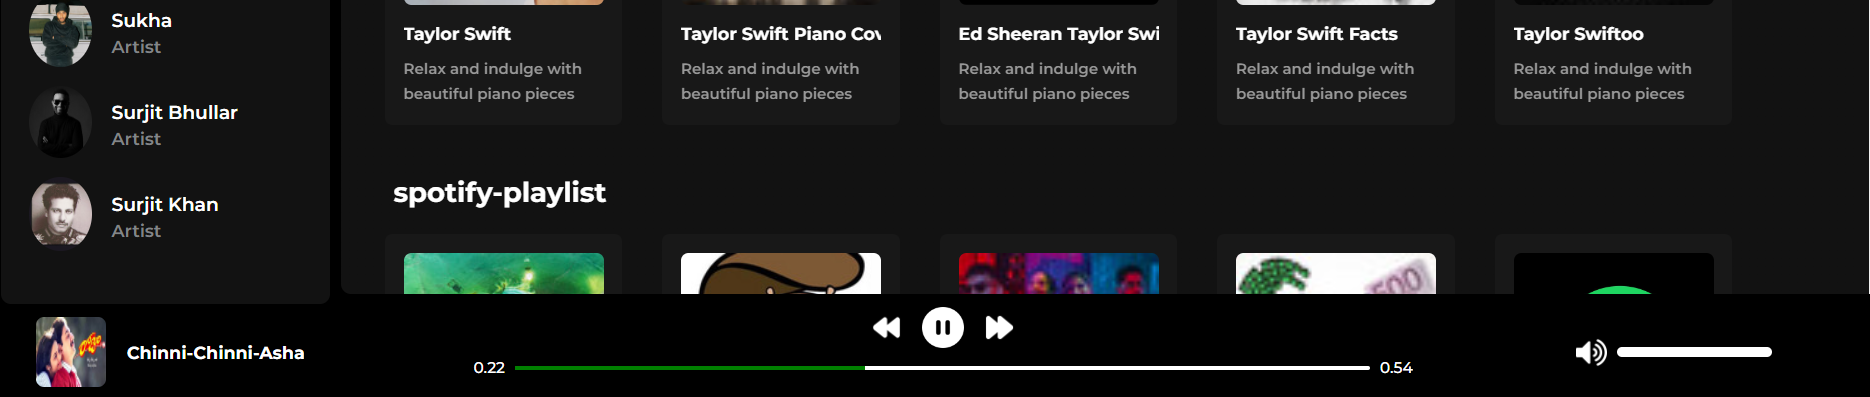 Sukha
Artist
Surjit Bhullar
Artist
Surjit Khan
Artist
Taylor Swift
Relax and indulge with
beautiful piano pieces
Taylor Swift Piano Cov
Relax and indulge with
beautiful piano pieces
Ed Sheeran Taylor Swi
Relax and indulge with
beautiful piano pieces
Taylor Swift Facts
Relax and indulge with
beautiful piano pieces
Taylor Swiftoo
Relax and indulge with
beautiful piano pieces
spotify-playlist
500
Chinni-Chinni-Asha
0.22
0.54